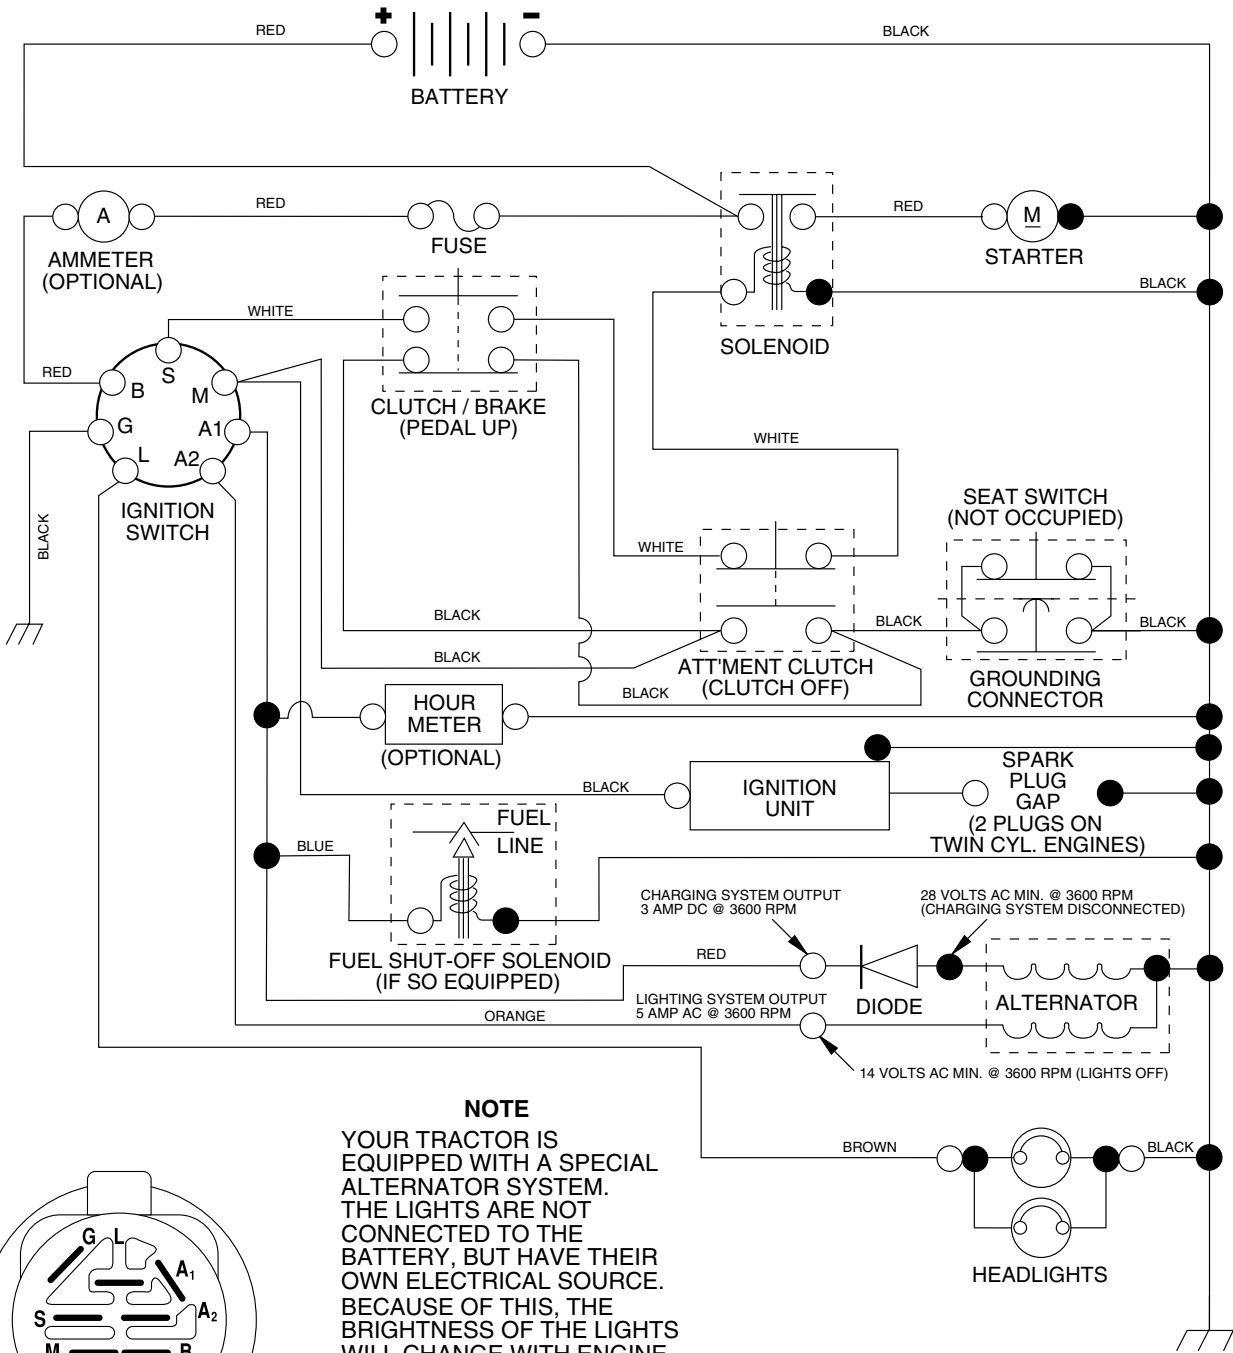 + -
RED
BLACK
BATTERY
A
RED
FUSE
RED
M
STARTER
AMMETER
(OPTIONAL)
BLACK
SOLENOID
WHITE
RED
S
B
M
G
A1
L
A2
CLUTCH / BRAKE
(PEDAL UP)
WHITE
IGNITION
SWITCH
BLACK
SEAT SWITCH
(NOT OCCUPIED)
WHITE
BLACK
BLACK
BLACK
BLACK
ATT'MENT CLUTCH
(CLUTCH OFF)
GROUNDING
CONNECTOR
BLACK
HOUR
METER
(OPTIONAL)
BLACK
IGNITION
UNIT
SPARK
PLUG
GAP
(2 PLUGS ON
TWIN CYL. ENGINES)
FUEL
LINE
BLUE
FUEL SHUT-OFF SOLENOID
(IF SO EQUIPPED)
CHARGING SYSTEM OUTPUT
3 AMP DC @ 3600 RPM
28 VOLTS AC MIN. @ 3600 RPM
(CHARGING SYSTEM DISCONNECTED)
RED
DIODE
ALTERNATOR
LIGHTING SYSTEM OUTPUT
5 AMP AC @ 3600 RPM
ORANGE
14 VOLTS AC MIN. @ 3600 RPM (LIGHTS OFF)
NOTE
YOUR TRACTOR IS
EQUIPPED WITH A SPECIAL
ALTERNATOR SYSTEM.
THE LIGHTS ARE NOT
CONNECTED TO THE
BATTERY, BUT HAVE THEIR
OWN ELECTRICAL SOURCE.
BECAUSE OF THIS, THE
BRIGHTNESS OF THE LIGHTS
WILL CHANGE WITH ENGINE
BROWN
BLACK
HEADLIGHTS
G L
A1
A2
S
M B